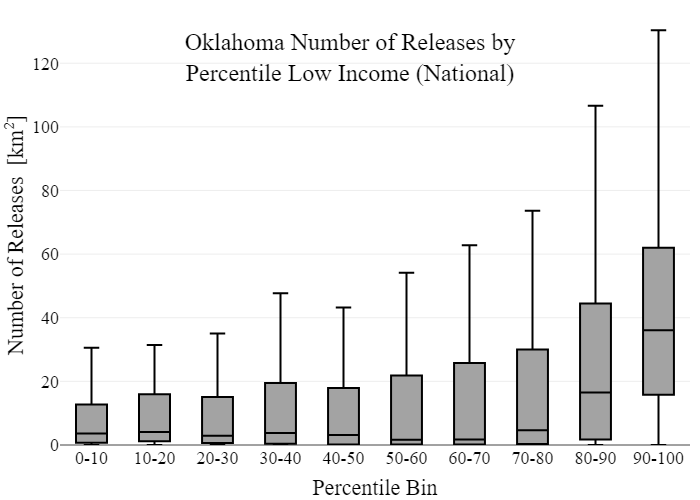 Oklahoma Number of Releases by
Percentile Low Income (National)
Number of Releases [km²]
120
100
80
60
40
20
0
0-10 10-20 20-30 30-40 40-50 50-60 60-70 70-80 80-90 90-100
Percentile Bin